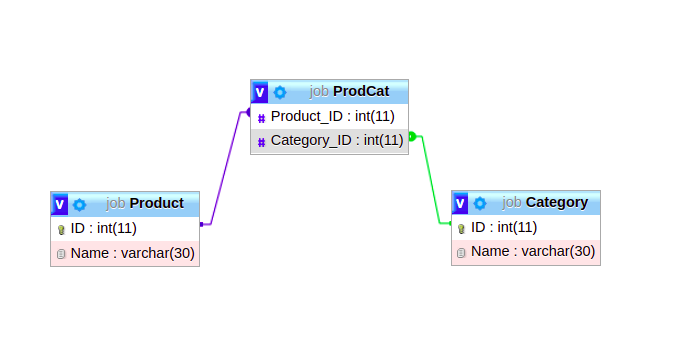 v job ProdCat
# Product_ID : int(11)
# Category_ID : int(11)
v job Product
ID : int(11)
Name : varchar(30)
v job Category
ID : int(11)
Name : varchar(30)